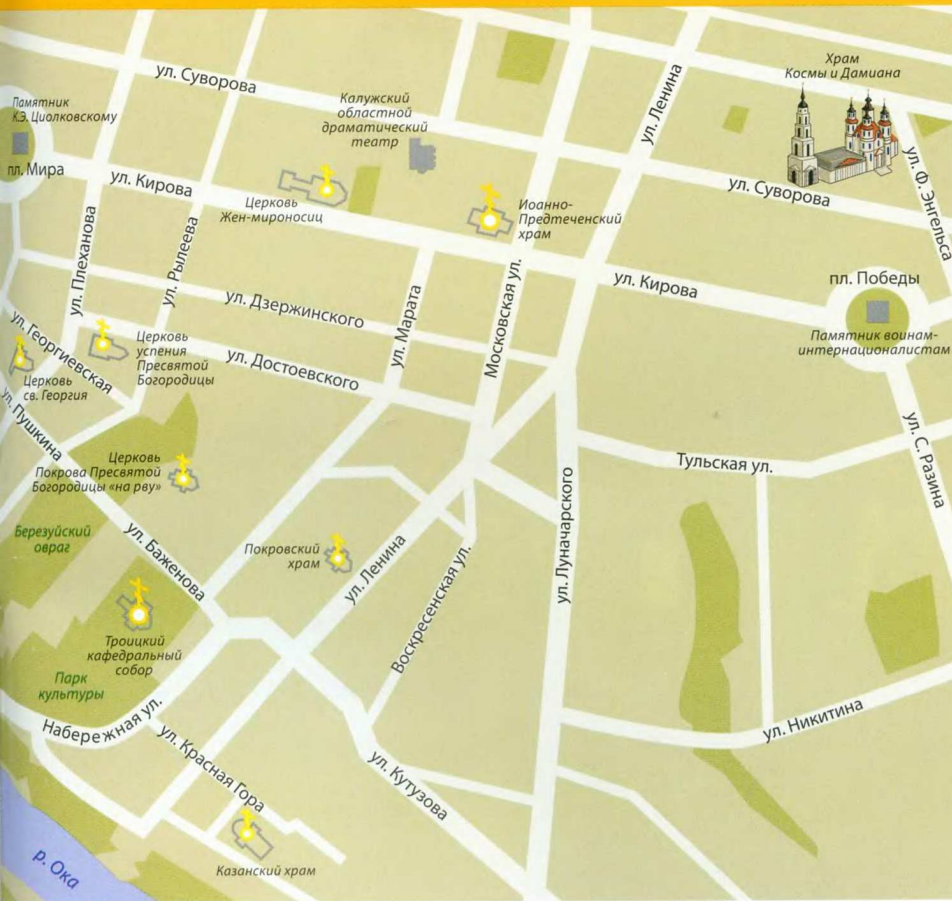 Храм
Космы и Дамиана
ул. Суворова
ул. Ленина
Памятник
К.Э. Циолковскому
Калужский
областной
драматический
театр
ул. Ф. Энгельса
пл. Мира
ул. Кирова
ул. Суворова
Церковь
Жен-мироносиц
Иоанно-
Предтеченский
храм
ул. Плеханова
ул. Рылеева
ул. Кирова
пл. Победы
ул. Дзержинского
ул. Марата
Московская ул.
Памятник воинам-
интернационалистам
ул. Георгиевская
Церковь
успения
Пресвятой
Богородицы
ул. Достоевского
Церковь
св. Георгия
ул. Пушкина
ул. С. Разина
Церковь
Покрова Пресвятой
Богородицы «на рву»
Тульская ул.
Березуйский
овраг
ул. Баженова
Покровский
храм
ул. Ленина
Воскресенская ул.
ул. Луначарского
Троицкий
кафедральный
собор
Парк
культуры
Набережная ул.
ул. Никитина
ул. Красная Гора
ул. Кутузова
р. Ока
Казанский храм